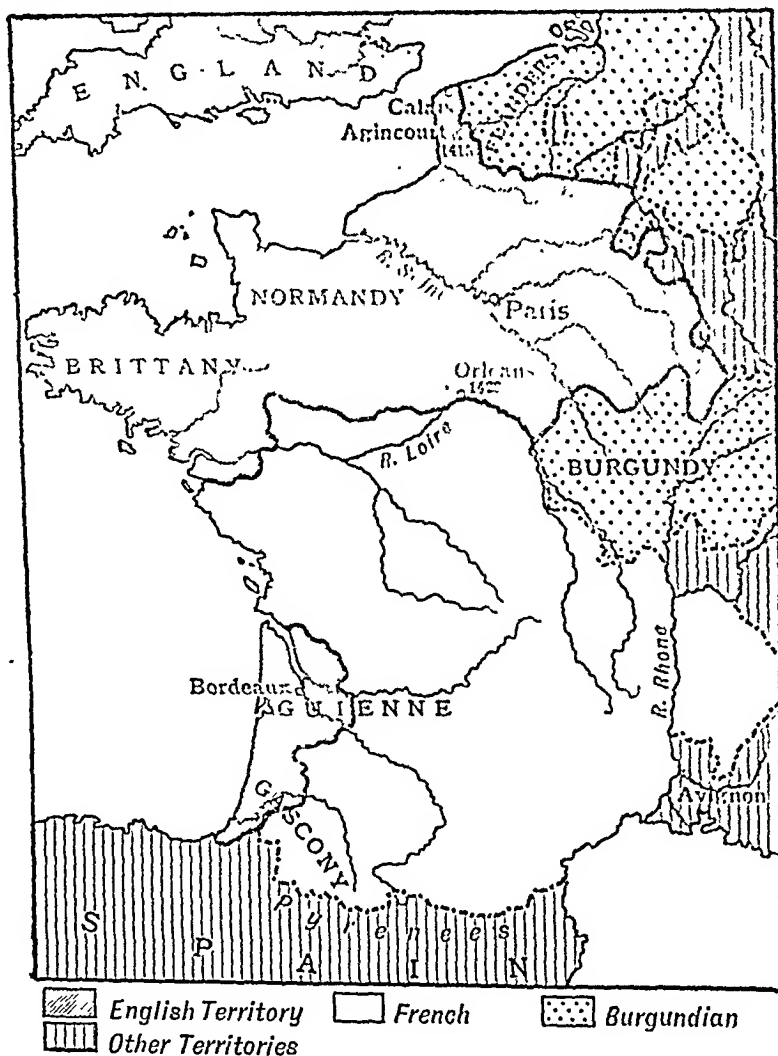 ENGLAND
FLANDERS
Calais
Agincourt
1415
NORMANDY
R. Seine
Paris
BRITTANY
Orleans
R. Loire
BURGUNDY
R. Rhone
Bordeaux
GUIENNE
GASCONY
Avignon
Pyrenees
SPAIN
English Territory
French
Burgundian
Other Territories